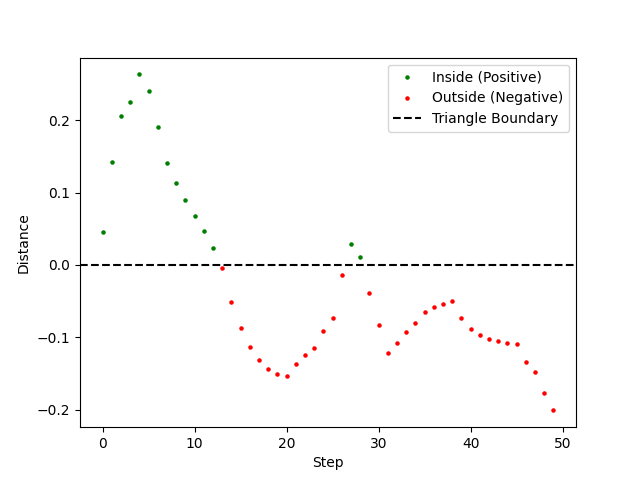 Inside (Positive)
Outside (Negative)
Triangle Boundary
0.2
0.1
0.0
−0.1
−0.2
Distance
0
10
20
30
40
50
Step